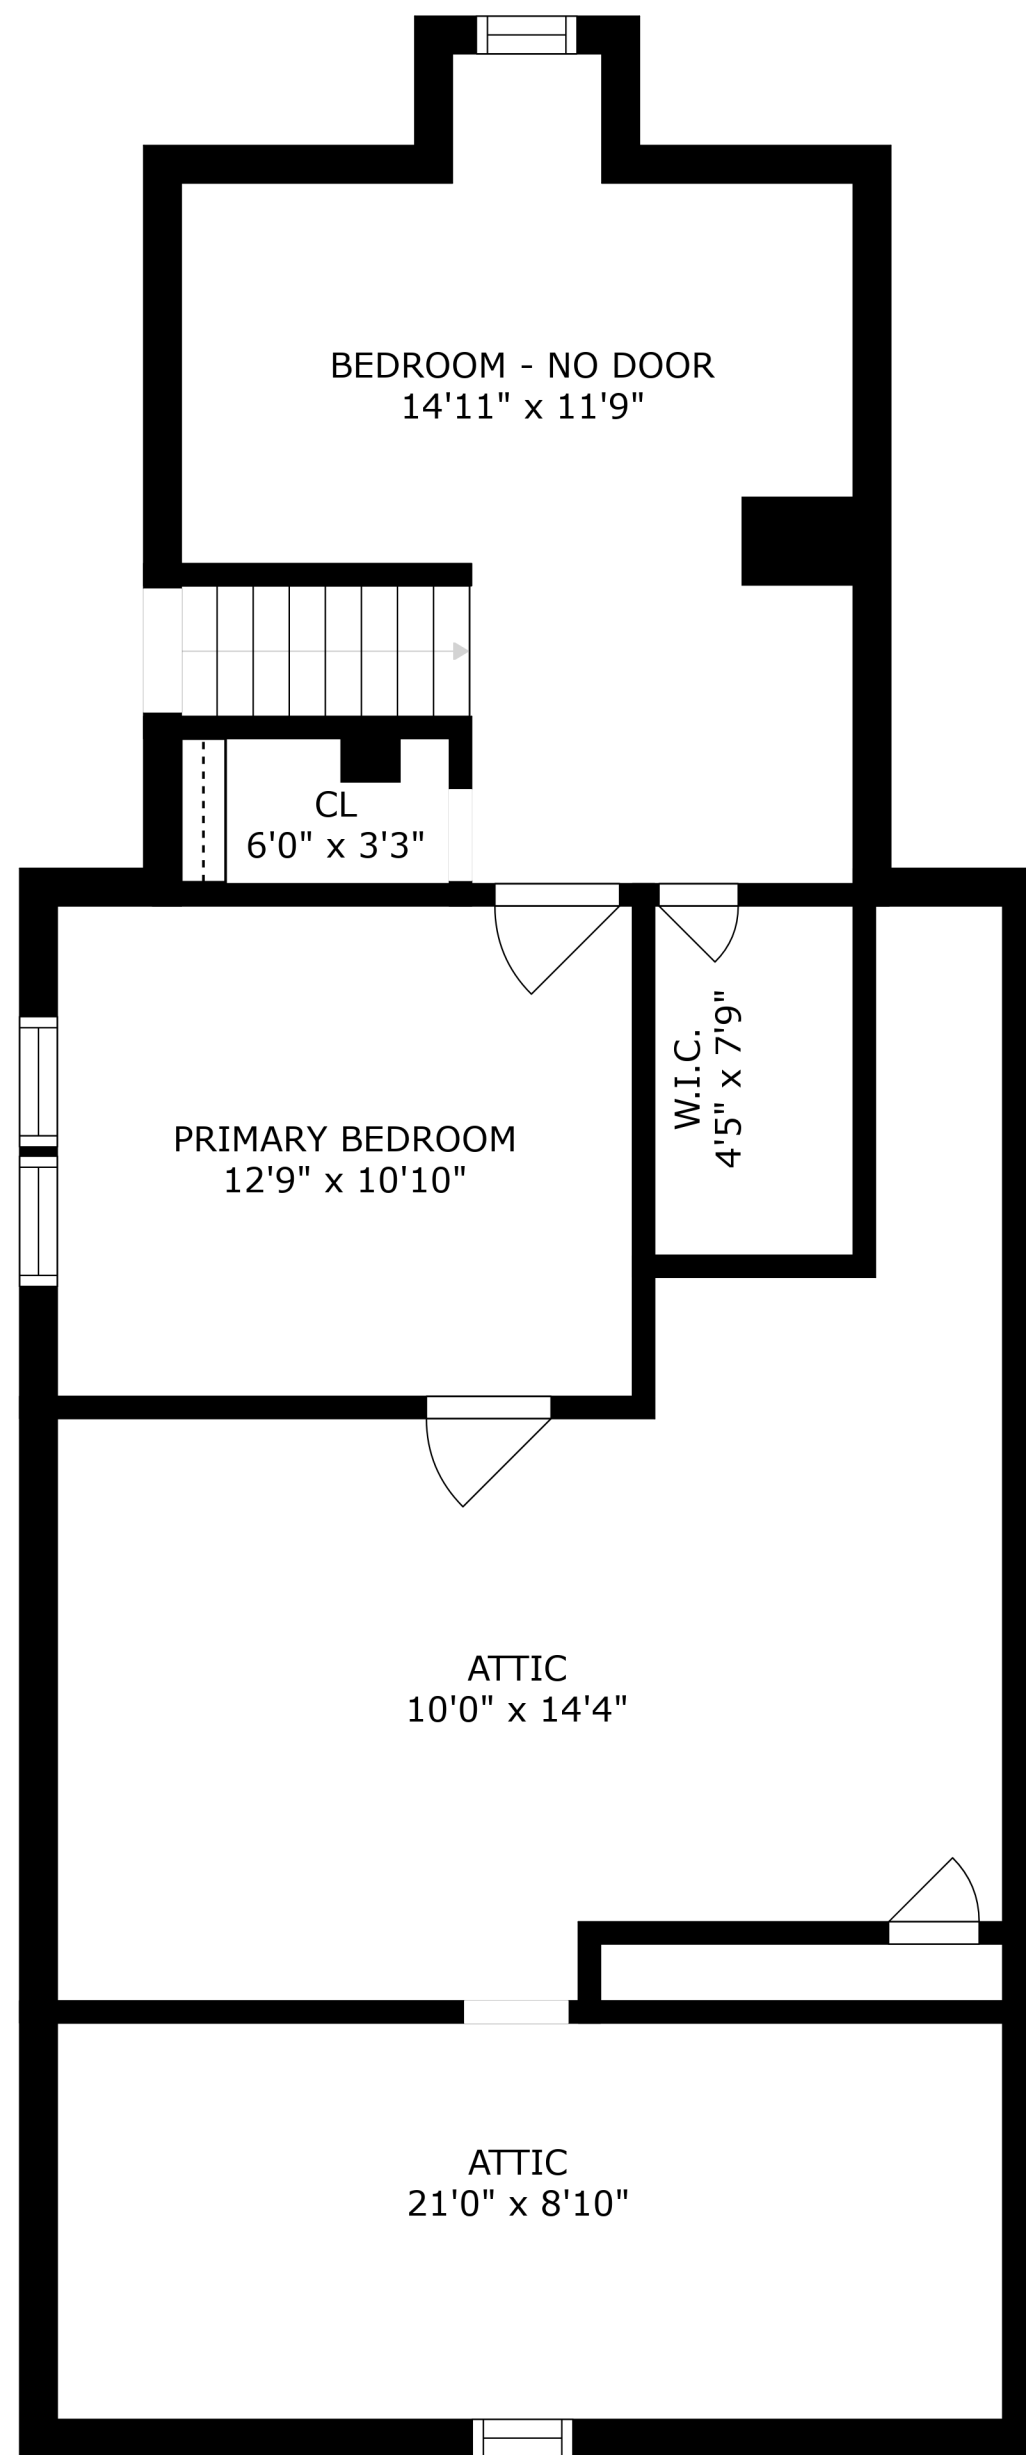 BEDROOM - NO DOOR
14'11" x 11'9"
CL
6'0" x 3'3"
W.I.C.
4'5" x 7'9"
PRIMARY BEDROOM
12'9" x 10'10"
ATTIC
10'0" x 14'4"
ATTIC
21'0" x 8'10"